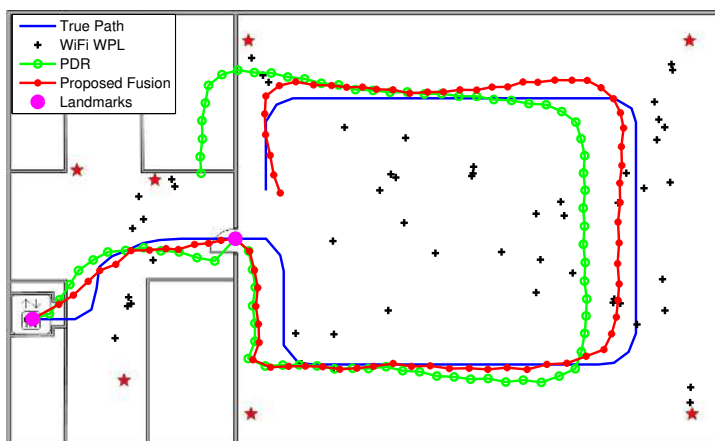 True Path
WiFi WPL
PDR
Proposed Fusion
Landmarks